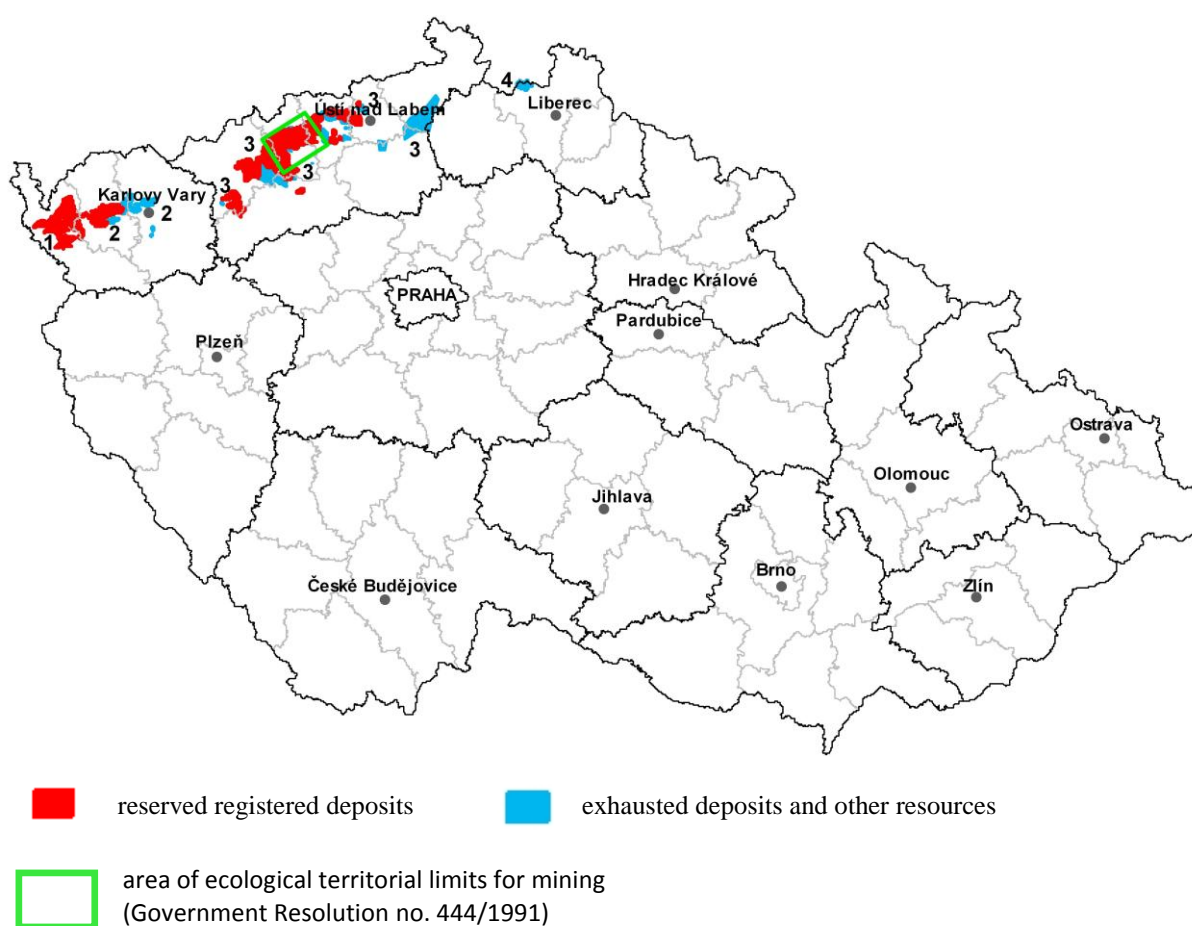 4
Liberec
3
Ústí nad Labem
3
3
3
3
Karlovy Vary
2
2
1
Hradec Králové
PRAHA
Pardubice
Plzeň
Ostrava
Olomouc
Jihlava
Brno
Zlín
České Budějovice
reserved registered deposits
exhausted deposits and other resources
area of ecological territorial limits for mining
(Government Resolution no. 444/1991)